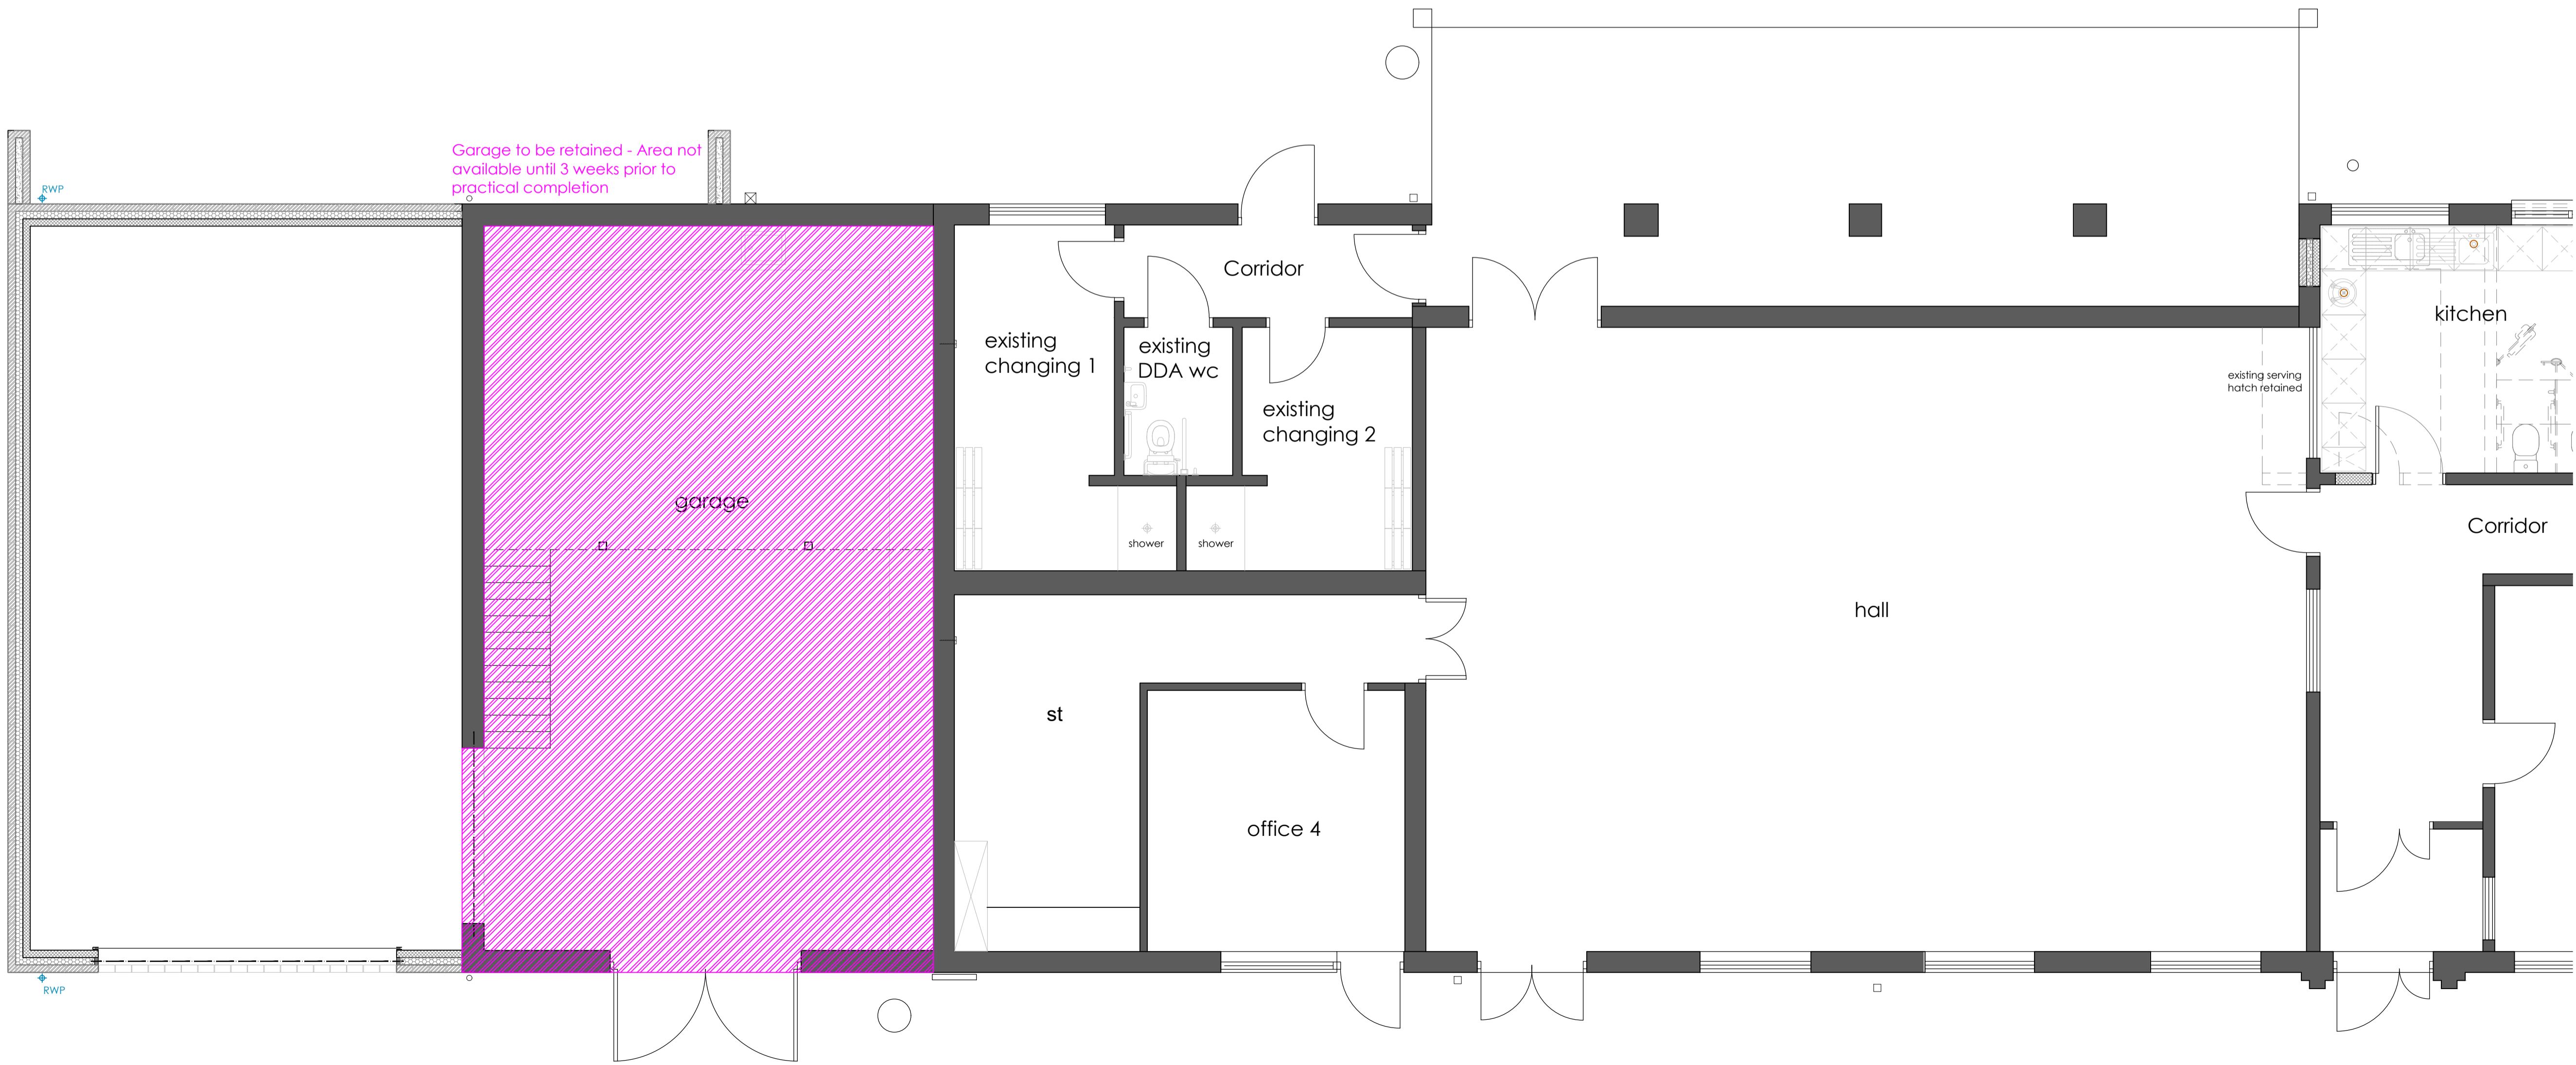 Garage to be retained - Area not
available until 3 weeks prior to
practical completion
RWP
Corridor
kitchen
existing
changing 1
existing
DDA wc
existing serving
hatch retained
existing
changing 2
garage
Corridor
shower
shower
hall
st
office 4
RWP